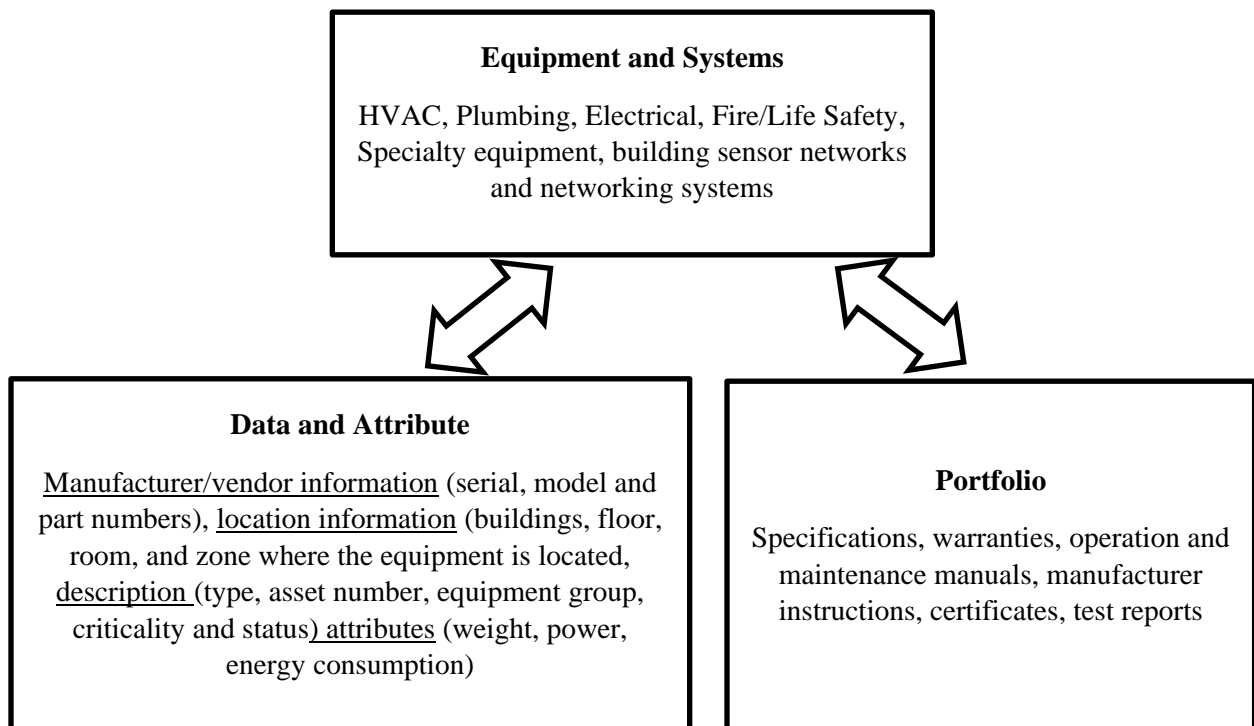 Equipment and Systems
HVAC, Plumbing, Electrical, Fire/Life Safety,
Specialty equipment, building sensor networks
and networking systems
Data and Attribute
Manufacturer/vendor information (serial, model and
part numbers), location information (buildings, floor,
room, and zone where the equipment is located,
description (type, asset number, equipment group,
criticality and status) attributes (weight, power,
energy consumption)
Portfolio
Specifications, warranties, operation and
maintenance manuals, manufacturer
instructions, certificates, test reports